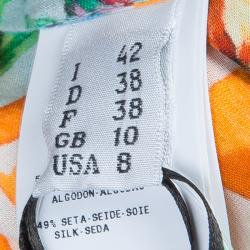 I 42
D 38
F 38
GB 10
USA 8
ALGODON-ALGODAO
49% SETA-SEIDE-SOIE
SILK-SEDA